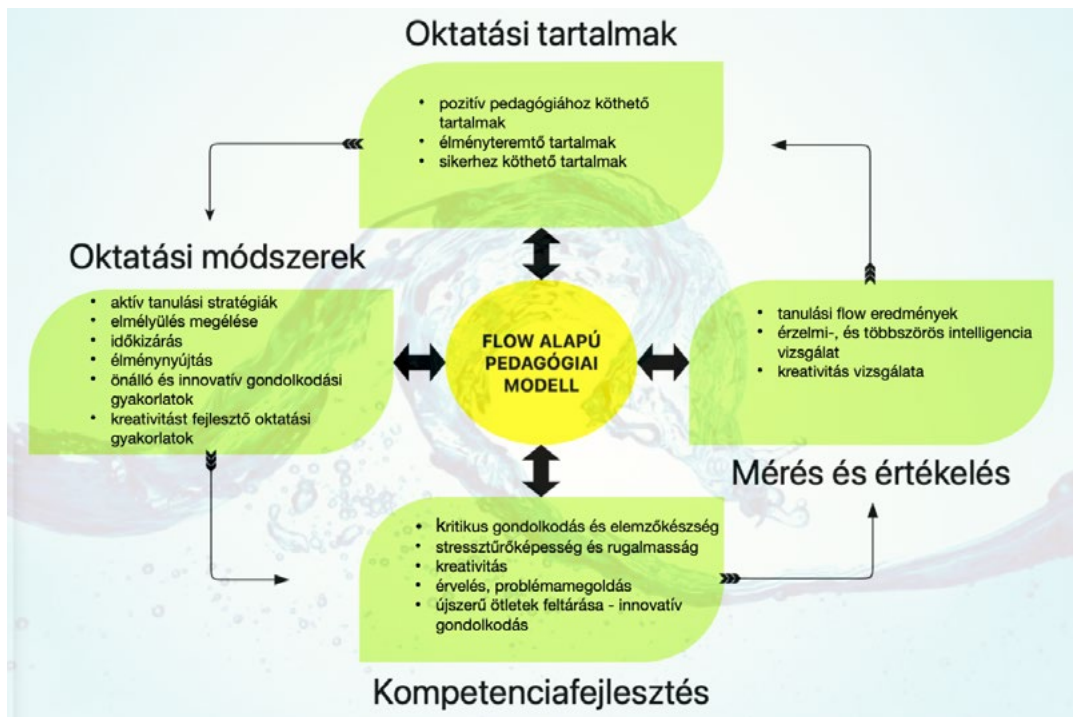 Oktatási tartalmak
• pozitív pedagógiához köthető
tartalmak
• élményteremtő tartalmak
• sikerhez köthető tartalmak
Oktatási módszerek
• aktív tanulási stratégiák
• elmélyülés megélése
• időkizárás
• élménynyújtás
• önálló és innovatív gondolkodási
gyakorlatok
• kreativitást fejlesztő oktatási
gyakorlatok
FLOW ALAPÚ
PEDAGÓGIAI
MODELL
• tanulási flow eredmények
• érzelmi-, és többszörös intelligencia
vizsgálat
• kreativitás vizsgálata
Mérés és értékelés
• kritikus gondolkodás és elemzőkészség
• stressztűrőképesség és rugalmasság
• kreativitás
• érvelés, problémamegoldás
• újszerű ötletek feltárása - innovatív
gondolkodás
Kompetenciafejlesztés